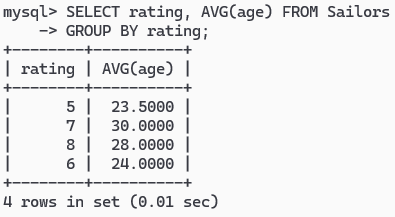 mysql> SELECT rating, AVG(age) FROM Sailors
    -> GROUP BY rating;
+--------+----------+
| rating | AVG(age) |
+--------+----------+
|      5 |  23.5000 |
|      7 |  30.0000 |
|      8 |  28.0000 |
|      6 |  24.0000 |
+--------+----------+
4 rows in set (0.01 sec)